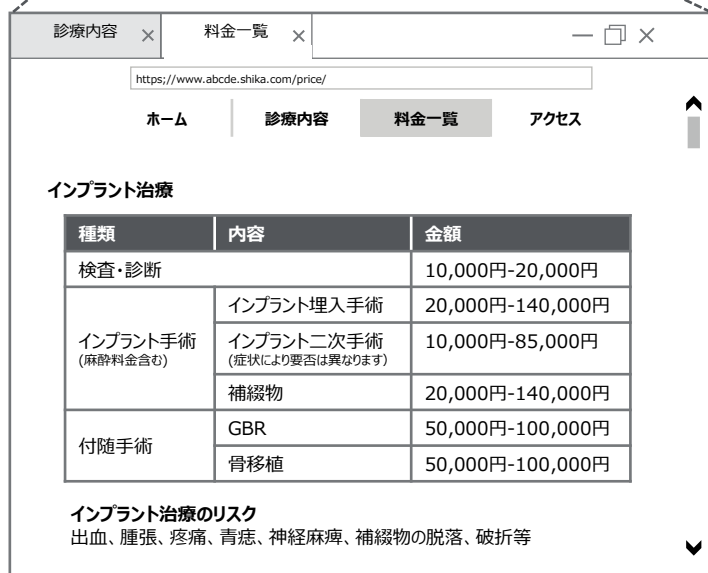 診療内容 × 料金一覧 ×
https;//www.abcde.shika.com/price/
ホーム 診療内容 料金一覧 アクセス
インプラント治療
種類 内容 金額
検査・診断 10,000円-20,000円
インプラント手術
(麻酔料金含む)
インプラント埋入手術 20,000円-140,000円
インプラント二次手術 10,000円-85,000円
(症状により要否は異なります)
補綴物 20,000円-140,000円
付随手術
GBR 50,000円-100,000円
骨移植 50,000円-100,000円
インプラント治療のリスク
出血、腫張、疼痛、青痣、神経麻痺、補綴物の脱落、破折等